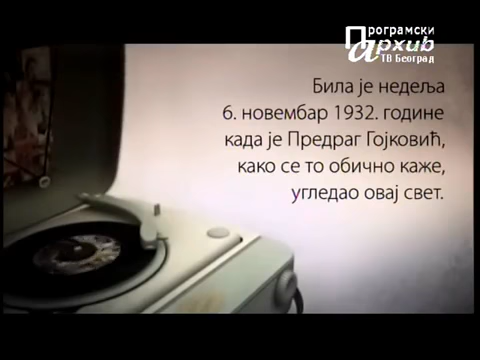 Програмски
архив
ТВ Београд
Била је недеља
6. новембар 1932. године
када је Предраг Гојковић,
како се то обично каже,
угледао овај свет.